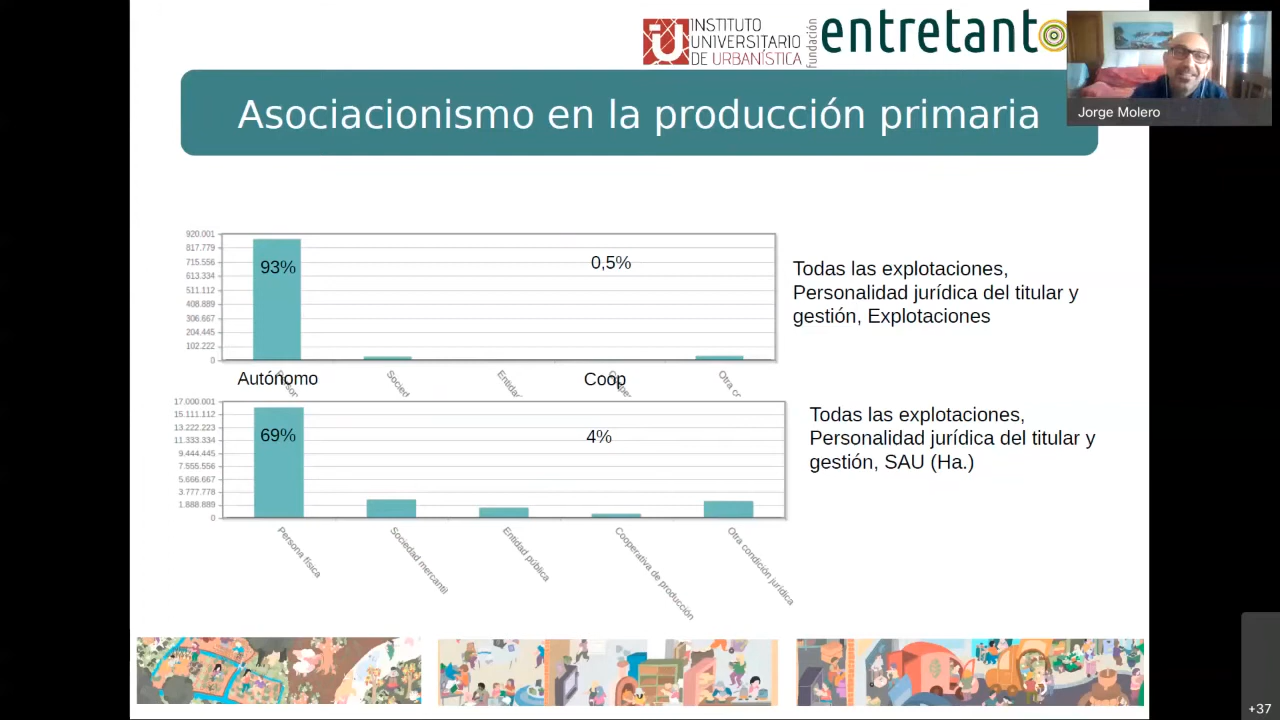 INSTITUTO
UNIVERSITARIO
DE URBANÍSTICA
fundación
entretanto
Jorge Molero
Asociacionismo en la producción primaria
920.001
817.779
715.556
613.334
511.112
408.889
306.667
204.445
102.222
0
93%
0,5%
Todas las explotaciones,
Personalidad jurídica del titular y
gestión, Explotaciones
Autónomo
Socied
Entidad
Coop
Otra co
17.000.001
15.111.112
13.222.223
11.333.334
9.444.445
7.555.556
5.666.667
3.777.778
1.888.889
0
69%
4%
Todas las explotaciones,
Personalidad jurídica del titular y
gestión, SAU (Ha.)
Persona física
Sociedad mercantil
Entidad pública
Cooperativa de producción
Otra condición jurídica
+37